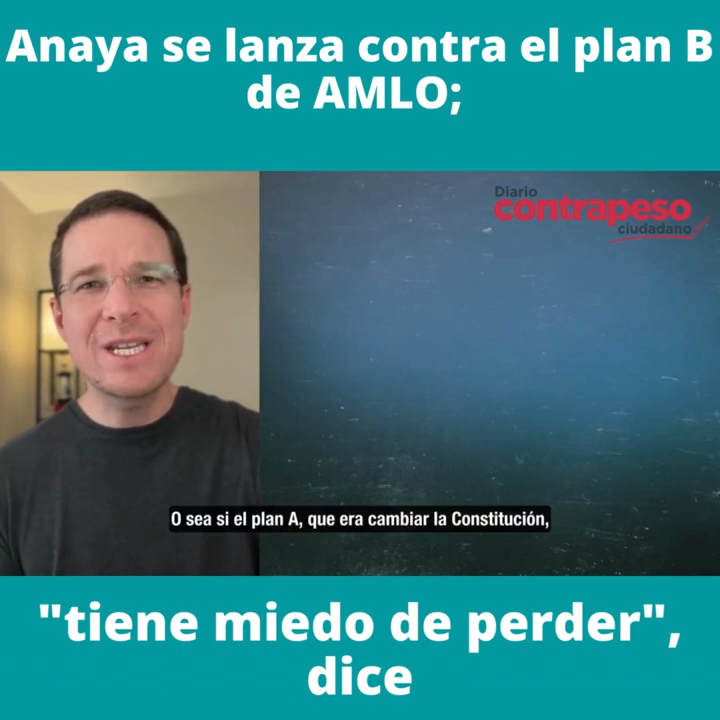 Anaya se lanza contra el plan B
de AMLO;
Diario
contrapeso
ciudadano
O sea si el plan A, que era cambiar la Constitución,
"tiene miedo de perder",
dice